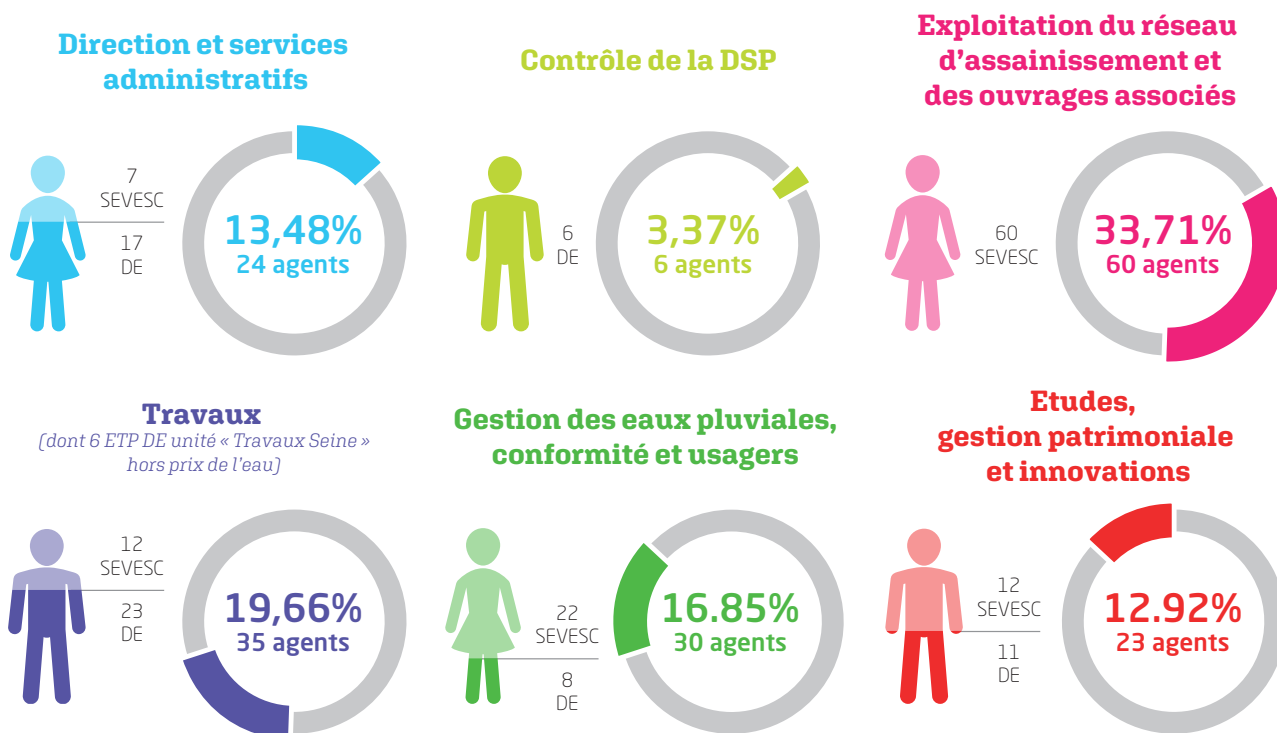 Direction et services
administratifs
7
SEVESC
17
DE
13,48%
24 agents
Contrôle de la DSP
6
DE
3,37%
6 agents
Exploitation du réseau
d’assainissement et
des ouvrages associés
60
SEVESC
33,71%
60 agents
Travaux
(dont 6 ETP DE unité « Travaux Seine »
hors prix de l’eau)
12
SEVESC
23
DE
19,66%
35 agents
Gestion des eaux pluviales,
conformité et usagers
22
SEVESC
8
DE
16.85%
30 agents
Etudes,
gestion patrimoniale
et innovations
12
SEVESC
11
DE
12.92%
23 agents